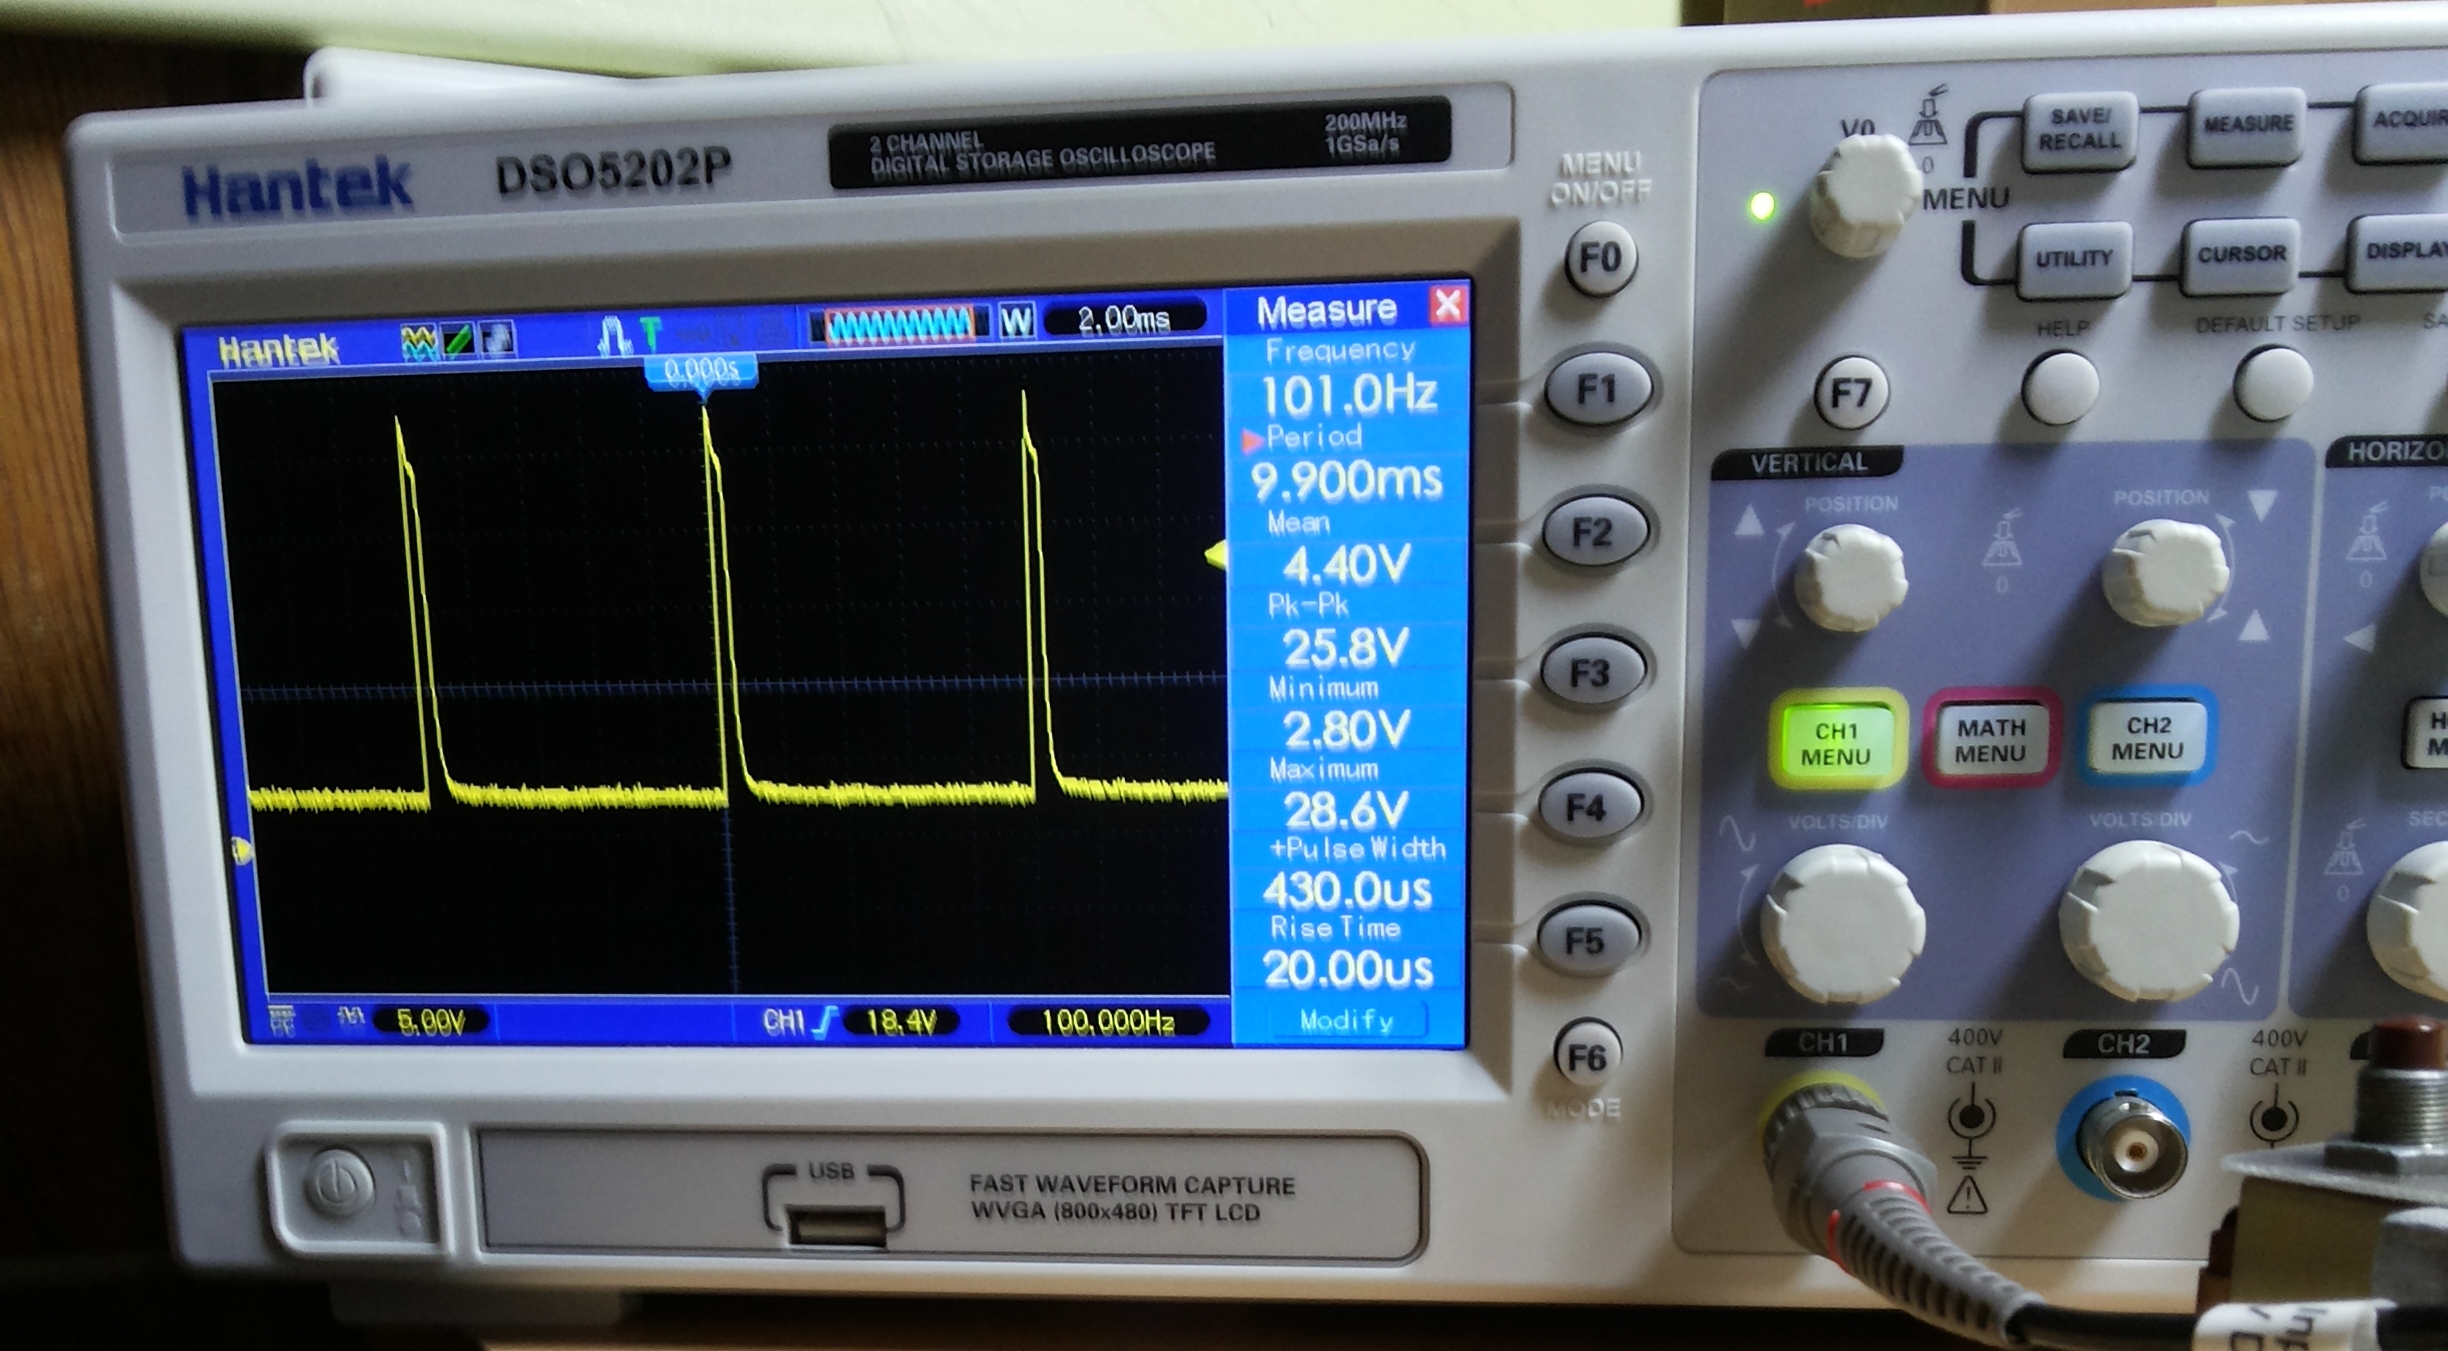 Hantek DSO5202P
2 CHANNEL
DIGITAL STORAGE OSCILLOSCOPE
200MHz
1GSa/s
MENU
ON/OFF
F0
V0
0
MENU
SAVE/
RECALL
MEASURE
UTILITY
CURSOR
DISPLAY
HELP
DEFAULT SETUP
Hantek
T
W 2.00ms
0.000s
Measure
Frequency
101.0Hz
Period
9.900ms
Mean
4.40V
Pk-Pk
25.8V
Minimum
2.80V
Maximum
28.6V
+Pulse Width
430.0us
Rise Time
20.00us
Modify
5.00V
CH1 18.4V
100.000Hz
F1
F2
F3
F4
F5
F6
MODE
F7
VERTICAL
POSITION
0
POSITION
CH1
MENU
MATH
MENU
CH2
MENU
VOLTS/DIV
VOLTS/DIV
CH1
400V
CAT II
CH2
400V
CAT II
HORIZO
0
0
USB
FAST WAVEFORM CAPTURE
WVGA (800x480) TFT LCD